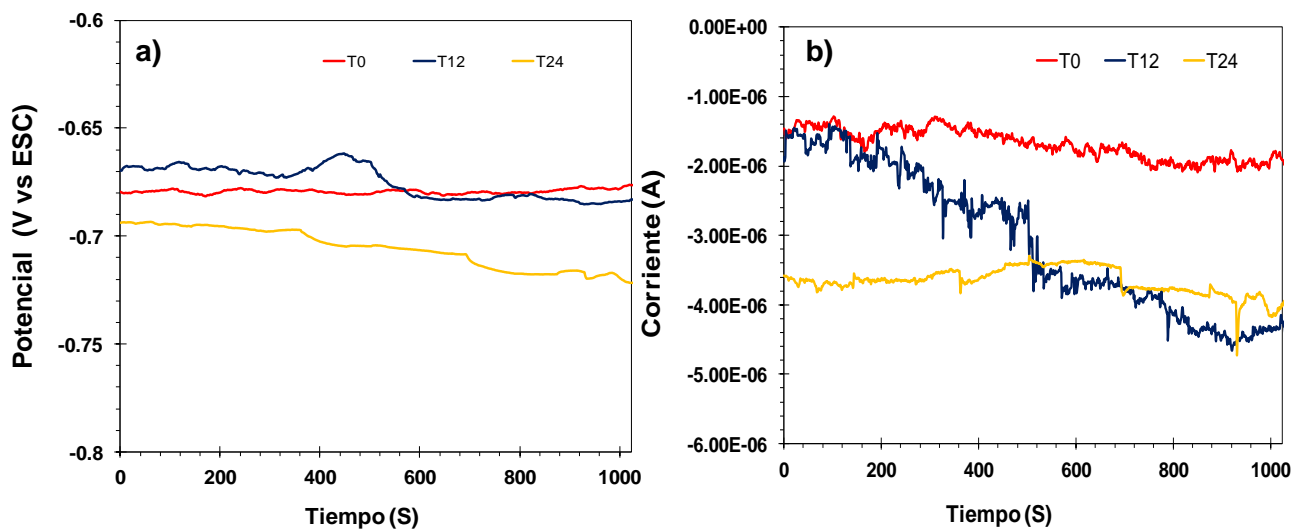 a)
T0 T12 T24
-0.6
-0.65
-0.7
-0.75
-0.8
Potencial (V vs ESC)
0 200 400 600 800 1000
Tiempo (S)
b)
T0 T12 T24
0.00E+00
-1.00E-06
-2.00E-06
-3.00E-06
-4.00E-06
-5.00E-06
-6.00E-06
Corriente (A)
0 200 400 600 800 1000
Tiempo (S)